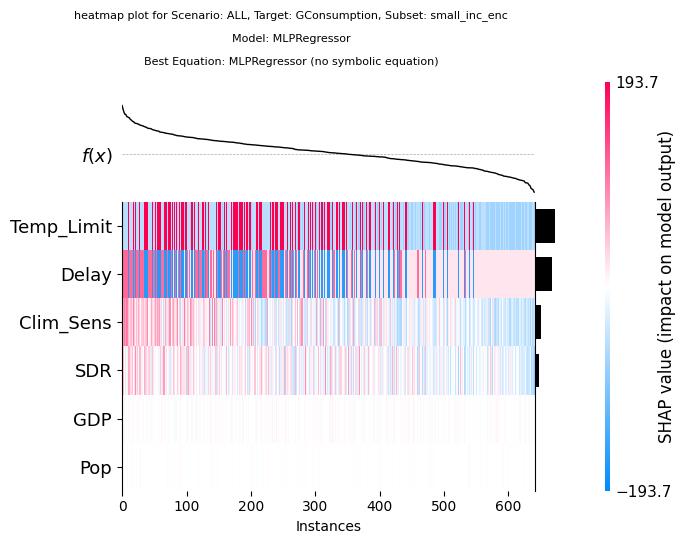 heatmap plot for Scenario: ALL, Target: GConsumption, Subset: small_inc_enc
Model: MLPRegressor
Best Equation: MLPRegressor (no symbolic equation)
193.7
f(x)
Temp_Limit
Delay
Clim_Sens
SDR
GDP
Pop
SHAP value (impact on model output)
−193.7
0 100 200 300 400 500 600
Instances